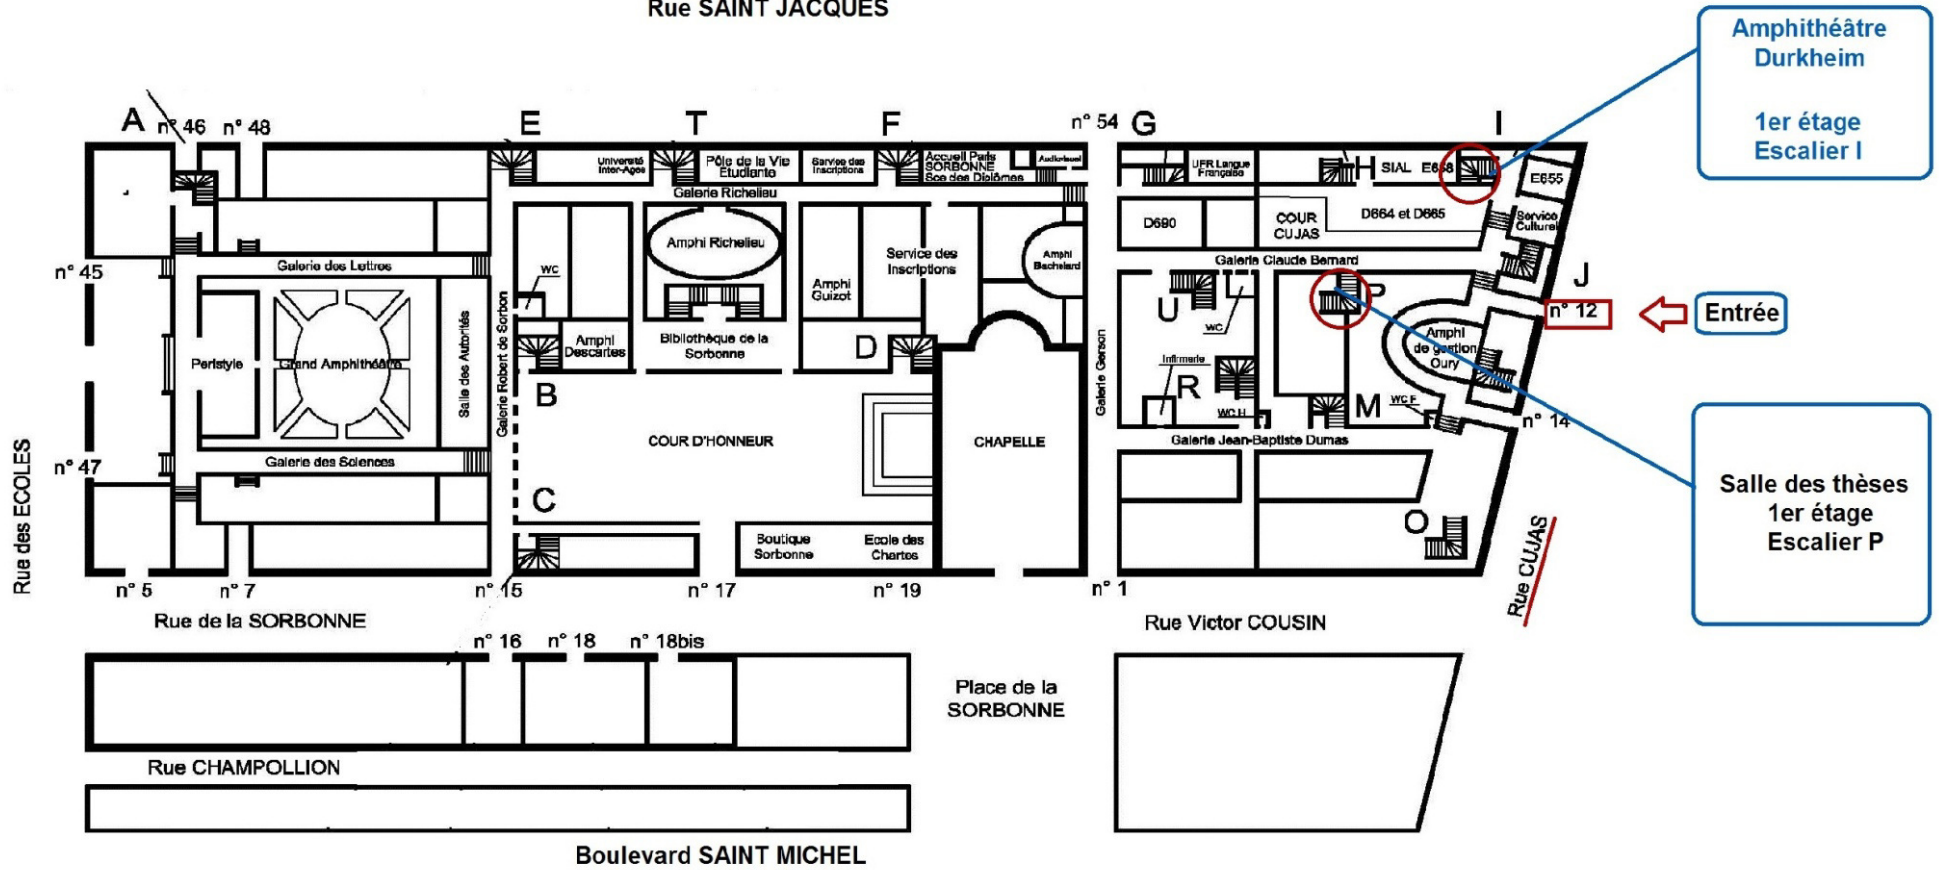 Rue SAINT JACQUES
Amphithéâtre
Durkheim
1er étage
Escalier I
A
n° 46
n° 48
E
T
F
n° 54
G
I
Université
Inter-Ages
Pôle de la Vie
Étudiante
Service des
Inscriptions
Accueil Paris
SORBONNE
Sce des Diplômes
Audiovisuel
UFR Langue
Française
H
SIAL
E658
E655
Galerie Richelieu
D690
COUR
CUJAS
D664 et D665
Service
Culturel
Amphi Richelieu
Service des
Inscriptions
Amphi
Bachelard
Galerie Claude Bernard
n° 45
Galerie des Lettres
WC
Amphi
Guizot
U
WC
P
J
n° 12
Entrée
Peristyle
Grand Amphithéâtre
Salle des Autorités
Galerie Robert de Sorbon
Amphi
Descartes
Bibliothèque de la
Sorbonne
D
Galerie Gerson
Infirmerie
R
WC H
Amphi
de gestion
Oury
M
WC F
n° 14
B
COUR D'HONNEUR
CHAPELLE
Galerie Jean-Baptiste Dumas
Rue des ECOLES
n° 47
Galerie des Sciences
C
O
Salle des thèses
1er étage
Escalier P
Boutique
Sorbonne
Ecole des
Chartes
Rue CUJAS
n° 5
n° 7
n° 15
n° 17
n° 19
n° 1
Rue de la SORBONNE
Rue Victor COUSIN
n° 16
n° 18
n° 18bis
Place de la
SORBONNE
Rue CHAMPOLLION
Boulevard SAINT MICHEL